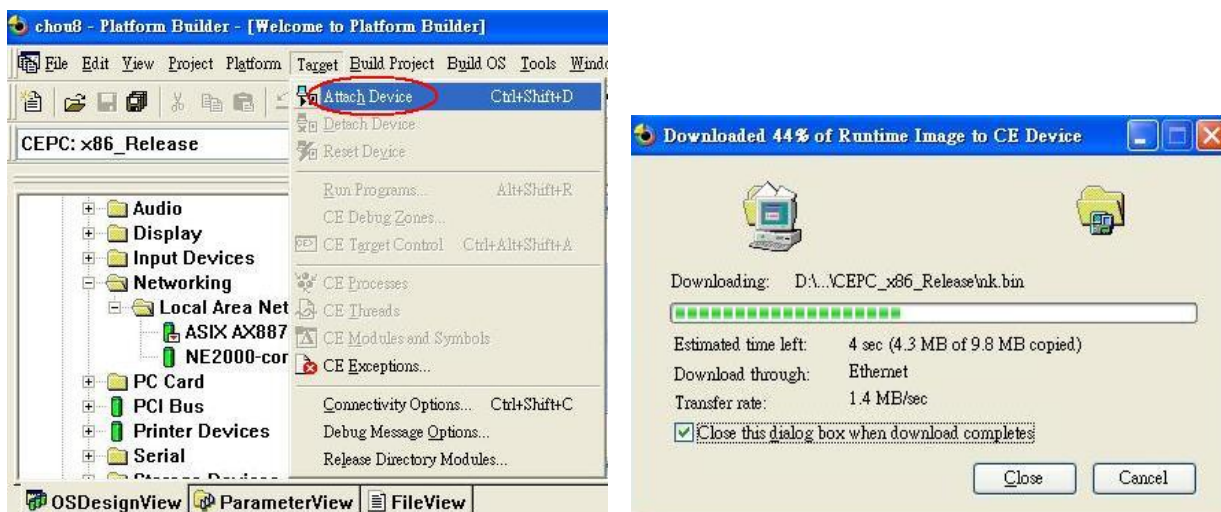 chou8 - Platform Builder - [Welcome to Platform Builder]
File Edit View Project Platform Target Build Project Build OS Tools
CEPC: x86_Release
Attach Device Ctrl+Shift+D
Detach Device
Reset Device
Run Programs... Alt+Shift+R
CE Debug Zones...
CE Target Control Ctrl+Alt+Shift+A
CE Processes
CE Threads
CE Modules and Symbols
CE Exceptions...
Connectivity Options... Ctrl+Shift+C
Debug Message Options...
Release Directory Modules...
Audio
Display
Input Devices
Networking
Local Area Net
ASIX AX887
NE2000-cor
PC Card
PCI Bus
Printer Devices
Serial
OSDesignView ParameterView FileView
Downloaded 44% of Runtime Image to CE Device
Downloading: D:\...\CEPC_x86_Release\nk.bin
Estimated time left: 4 sec (4.3 MB of 9.8 MB copied)
Download through: Ethernet
Transfer rate: 1.4 MB/sec
Close this dialog box when download completes
Close Cancel